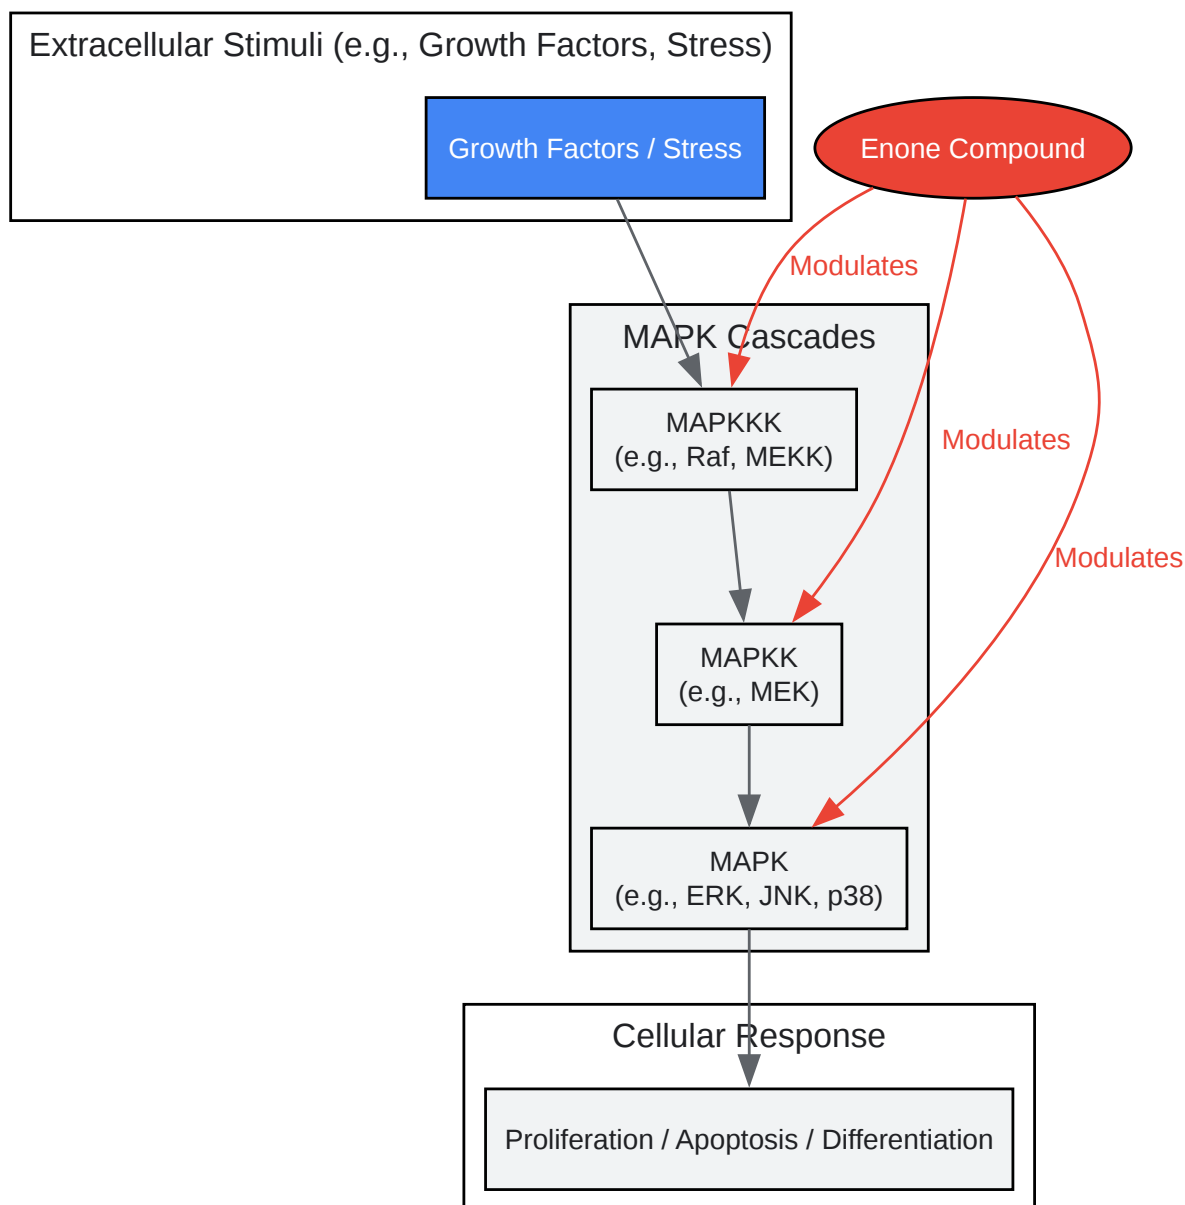 Extracellular Stimuli (e.g., Growth Factors, Stress)
Growth Factors / Stress
Enone Compound
Modulates
MAPK Cascades
MAPKKK
(e.g., Raf, MEKK)
Modulates
Modulates
MAPKK
(e.g., MEK)
MAPK
(e.g., ERK, JNK, p38)
Cellular Response
Proliferation / Apoptosis / Differentiation